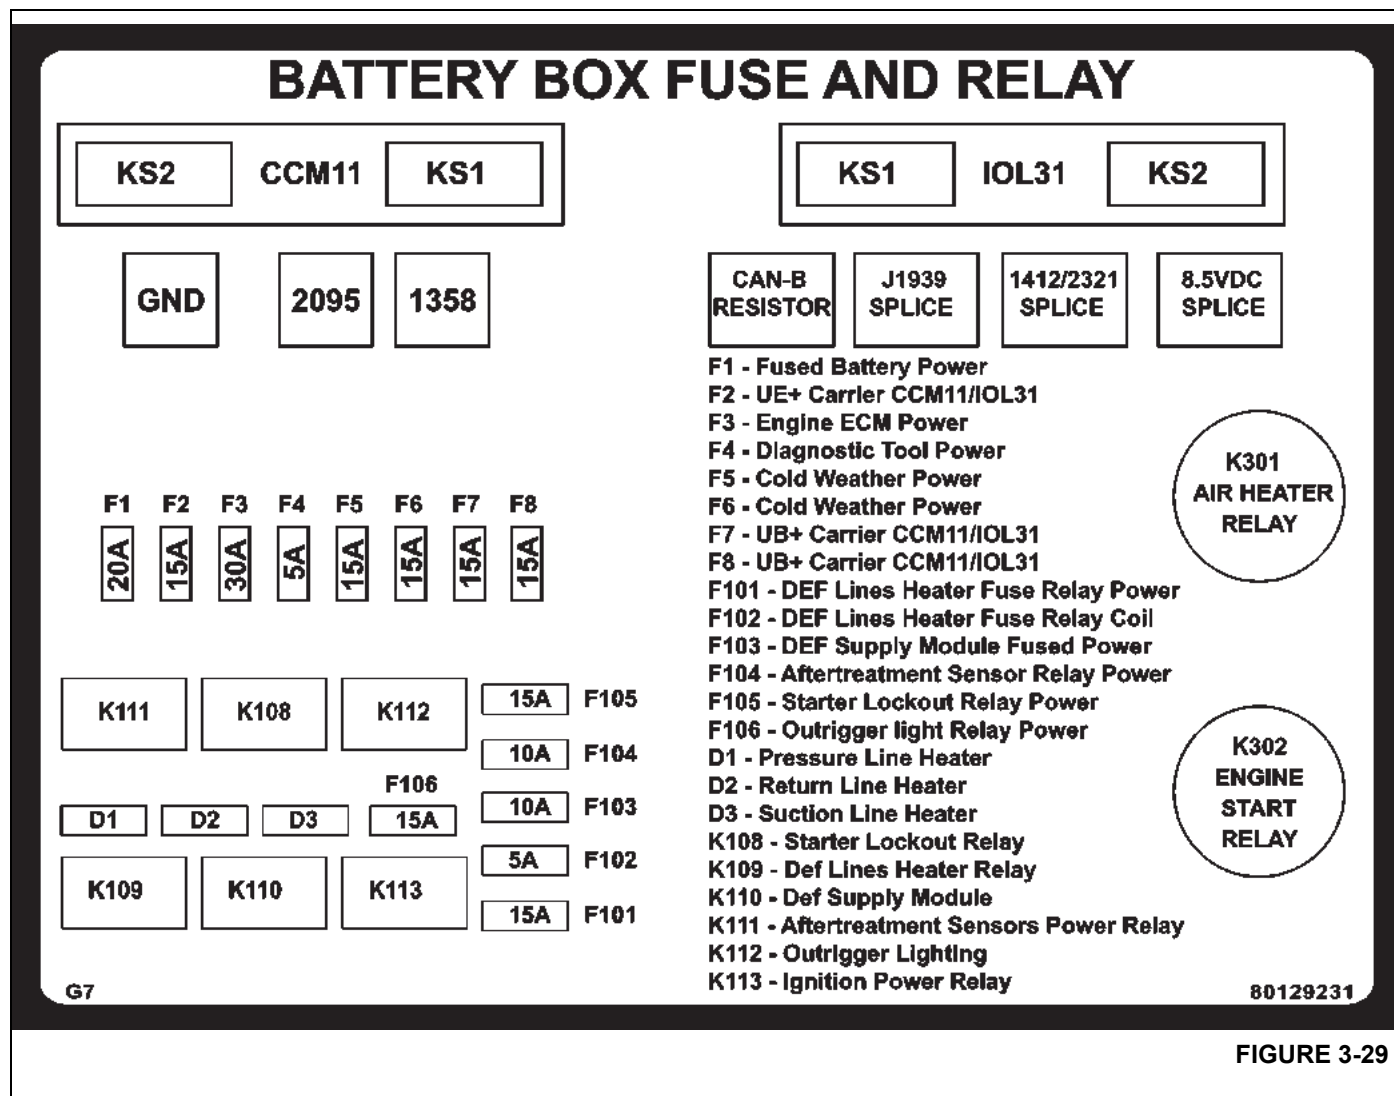 BATTERY BOX FUSE AND RELAY
KS2 CCM11 KS1
KS1 IOL31 KS2
GND 2095 1358
CAN-B RESISTOR
J1939 SPLICE
1412/2321 SPLICE
8.5VDC SPLICE
F1 F2 F3 F4 F5 F6 F7 F8
20A 15A 30A 5A 15A 15A 15A 15A
K111 K108 K112
15A F105
10A F104
F106
D1 D2 D3 15A
10A F103
5A F102
K109 K110 K113
15A F101
G7
F1 - Fused Battery Power
F2 - UE+ Carrier CCM11/IOL31
F3 - Engine ECM Power
F4 - Diagnostic Tool Power
F5 - Cold Weather Power
F6 - Cold Weather Power
F7 - UB+ Carrier CCM11/IOL31
F8 - UB+ Carrier CCM11/IOL31
F101 - DEF Lines Heater Fuse Relay Power
F102 - DEF Lines Heater Fuse Relay Coil
F103 - DEF Supply Module Fused Power
F104 - Aftertreatment Sensor Relay Power
F105 - Starter Lockout Relay Power
F106 - Outrigger light Relay Power
D1 - Pressure Line Heater
D2 - Return Line Heater
D3 - Suction Line Heater
K108 - Starter Lockout Relay
K109 - Def Lines Heater Relay
K110 - Def Supply Module
K111 - Aftertreatment Sensors Power Relay
K112 - Outrigger Lighting
K113 - Ignition Power Relay
K301
AIR HEATER
RELAY
K302
ENGINE
START
RELAY
80129231
FIGURE 3-29